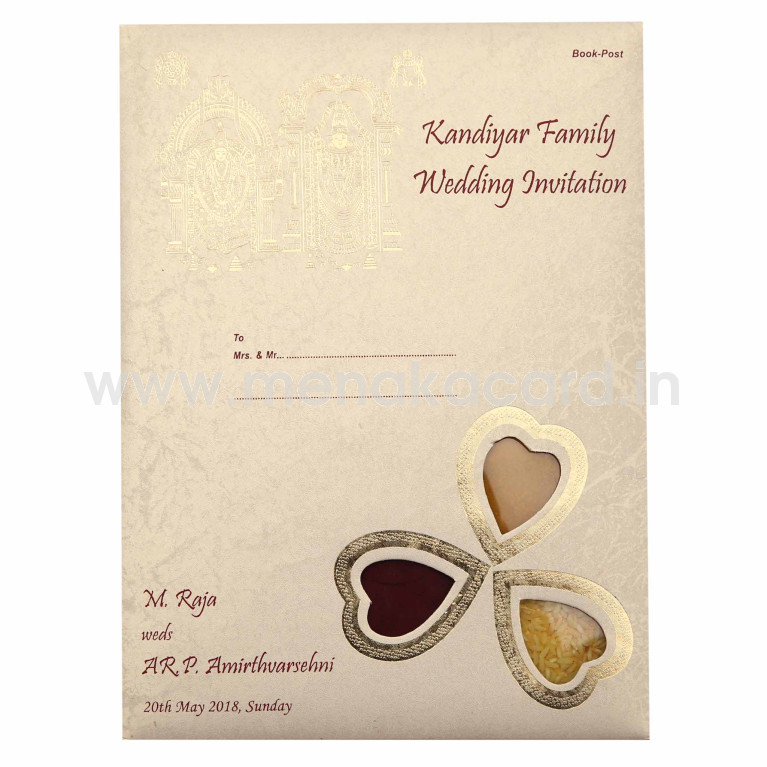 Book-Post
Kandiyar Family
Wedding Invitation
To
Mrs. & Mr.... ..............................................................
..............................................................................
www.menakacard.in
M. Raja
weds
AR.P. Amirthvarsehni
20th May 2018, Sunday